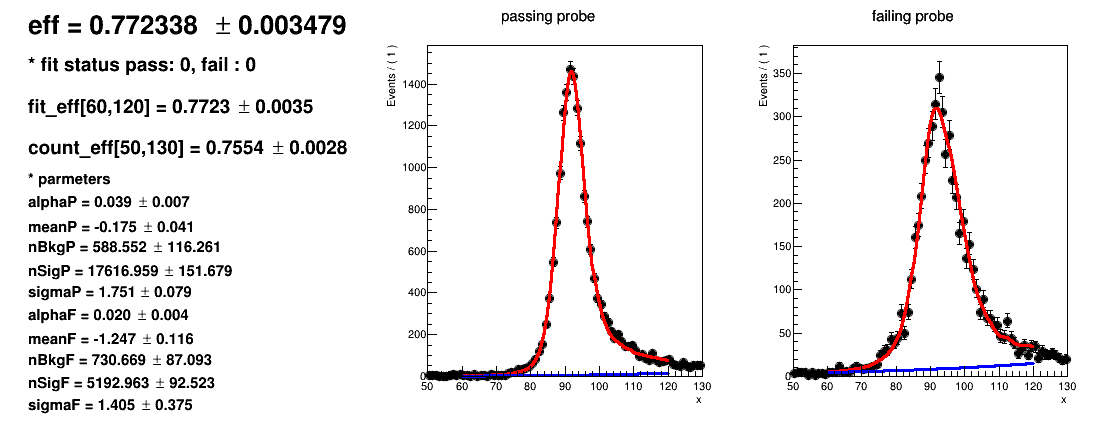 eff = 0.772338 ± 0.003479
* fit status pass: 0, fail : 0
fit_eff[60,120] = 0.7723 ± 0.0035
count_eff[50,130] = 0.7554 ± 0.0028
* parmeters
alphaP = 0.039 ± 0.007
meanP = -0.175 ± 0.041
nBkgP = 588.552 ± 116.261
nSigP = 17616.959 ± 151.679
sigmaP = 1.751 ± 0.079
alphaF = 0.020 ± 0.004
meanF = -1.247 ± 0.116
nBkgF = 730.669 ± 87.093
nSigF = 5192.963 ± 92.523
sigmaF = 1.405 ± 0.375
passing probe
Events / ( 1 )
1400
1200
1000
800
600
400
200
0
50 60 70 80 90 100 110 120 130
x
failing probe
Events / ( 1 )
350
300
250
200
150
100
50
0
50 60 70 80 90 100 110 120 130
x